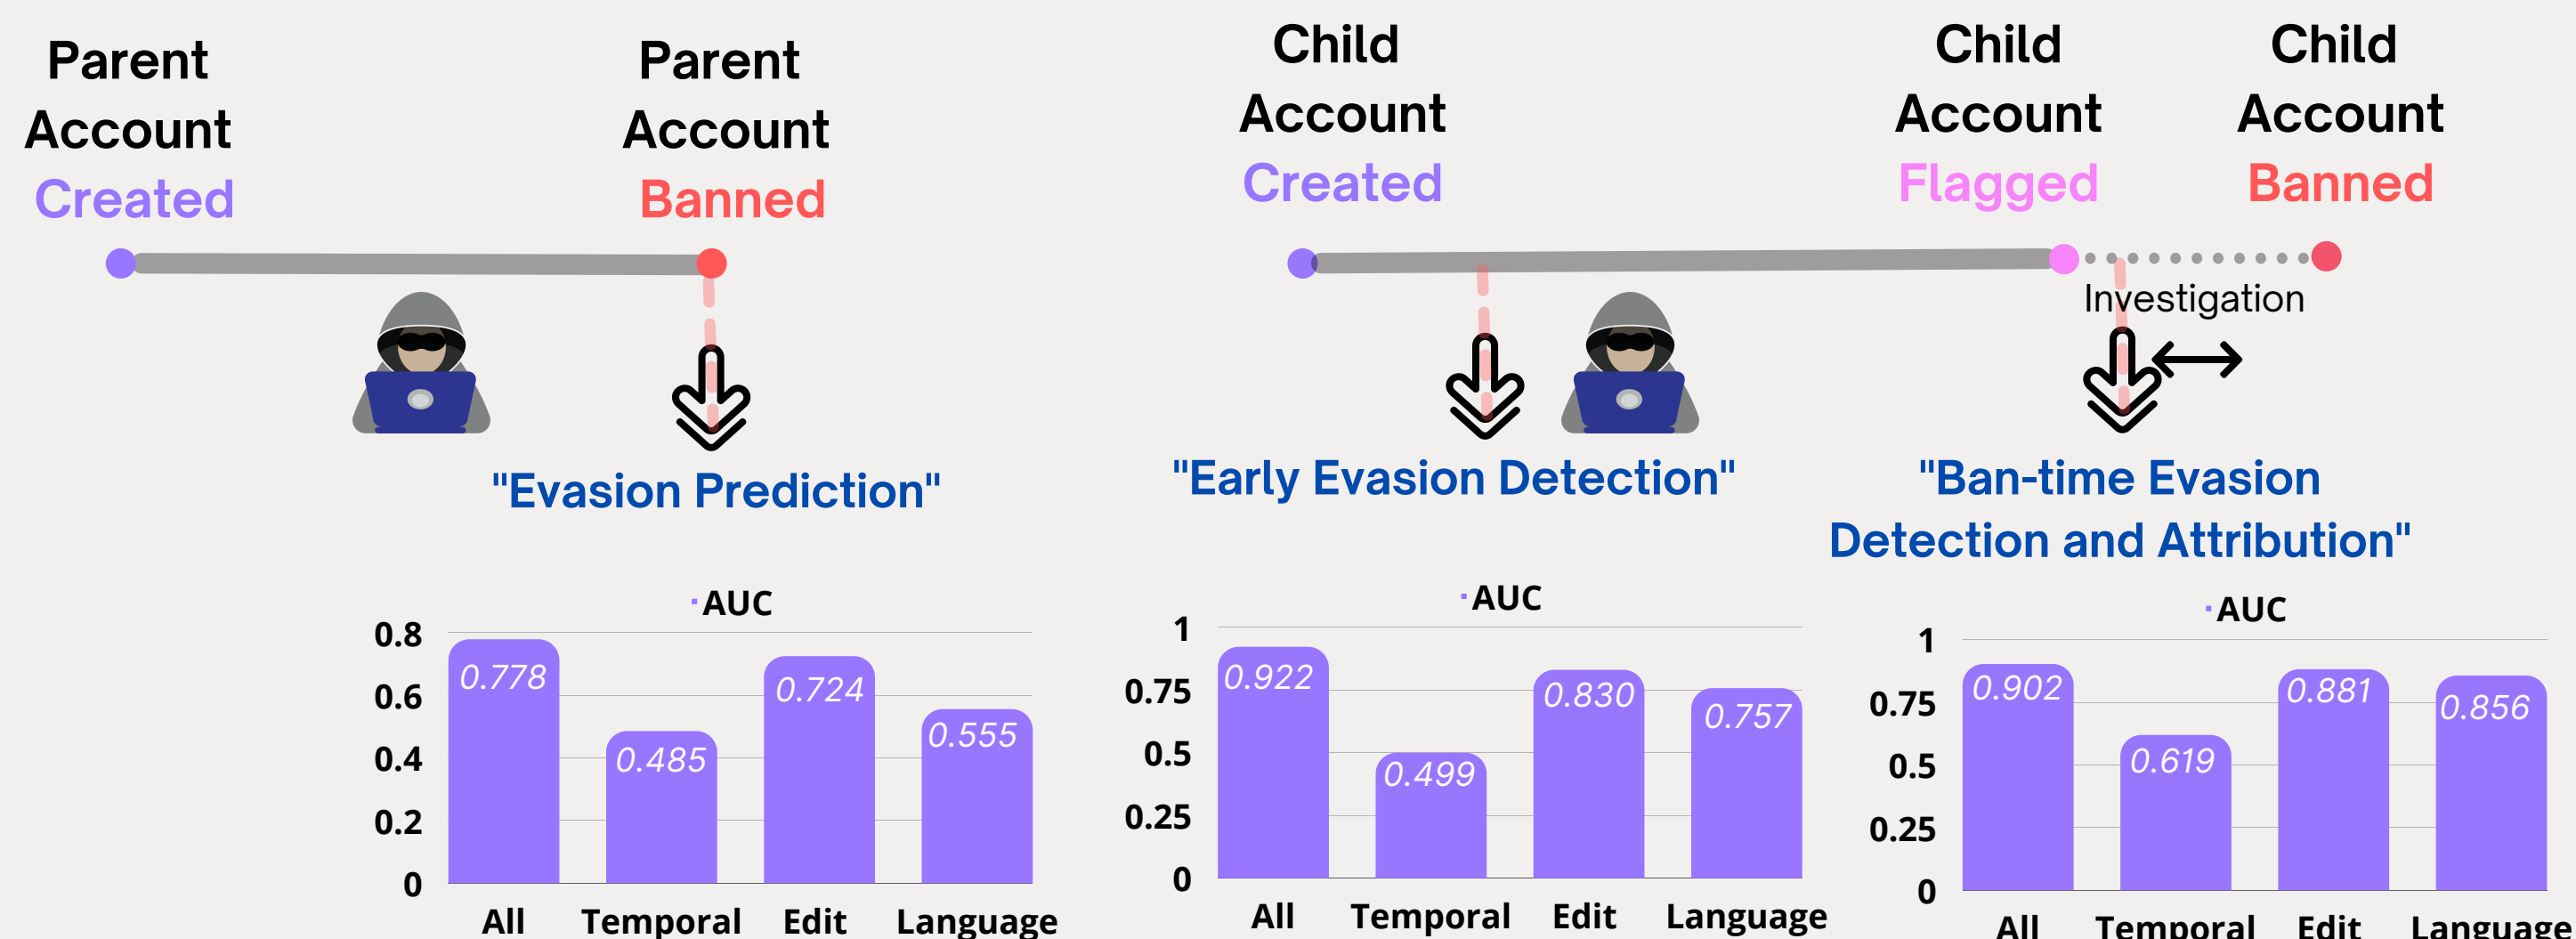 Parent
Account
Created
Parent
Account
Banned
Child
Account
Created
Child
Account
Flagged
Child
Account
Banned
Investigation
"Evasion Prediction"
"Early Evasion Detection"
"Ban-time Evasion
Detection and Attribution"
AUC
0.8
0.6
0.4
0.2
0
0.778
0.485
0.724
0.555
All Temporal Edit Language
AUC
1
0.75
0.5
0.25
0
0.922
0.499
0.830
0.757
All Temporal Edit Language
AUC
1
0.75
0.5
0.25
0
0.902
0.619
0.881
0.856
All Temporal Edit Language